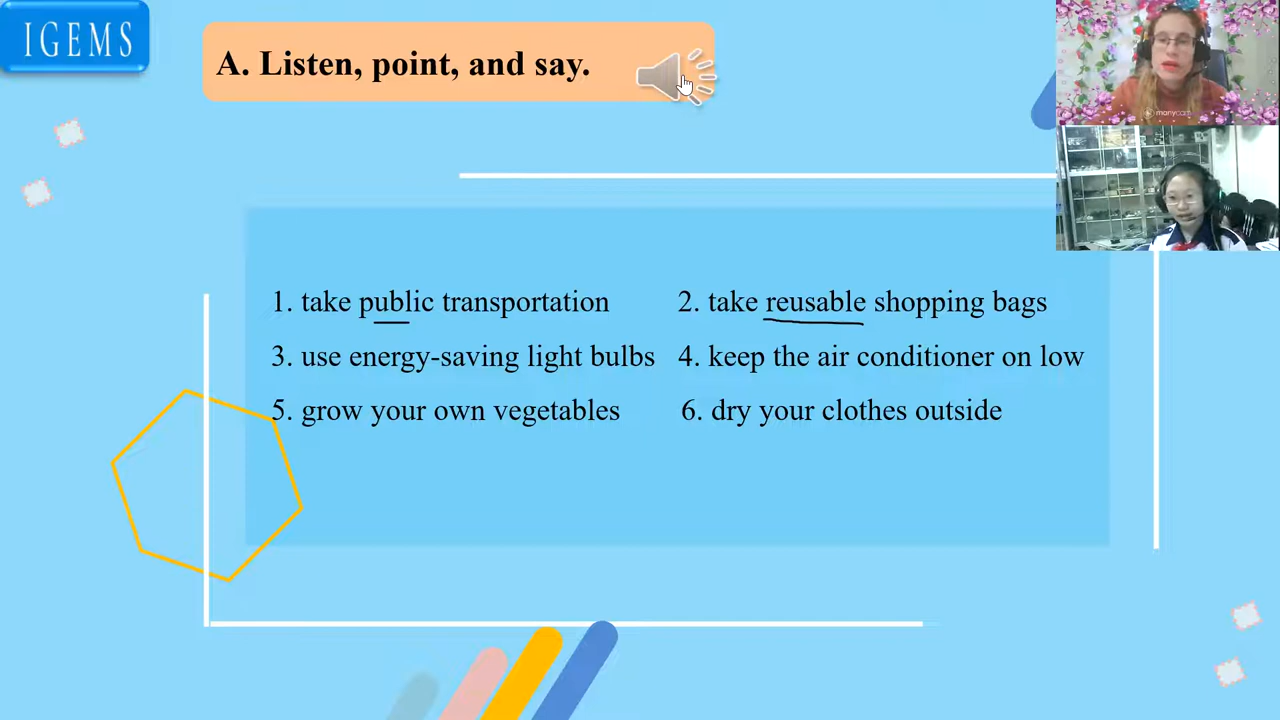 IGEMS
A. Listen, point, and say.
manycam
1. take public transportation
2. take reusable shopping bags
3. use energy-saving light bulbs
4. keep the air conditioner on low
5. grow your own vegetables
6. dry your clothes outside